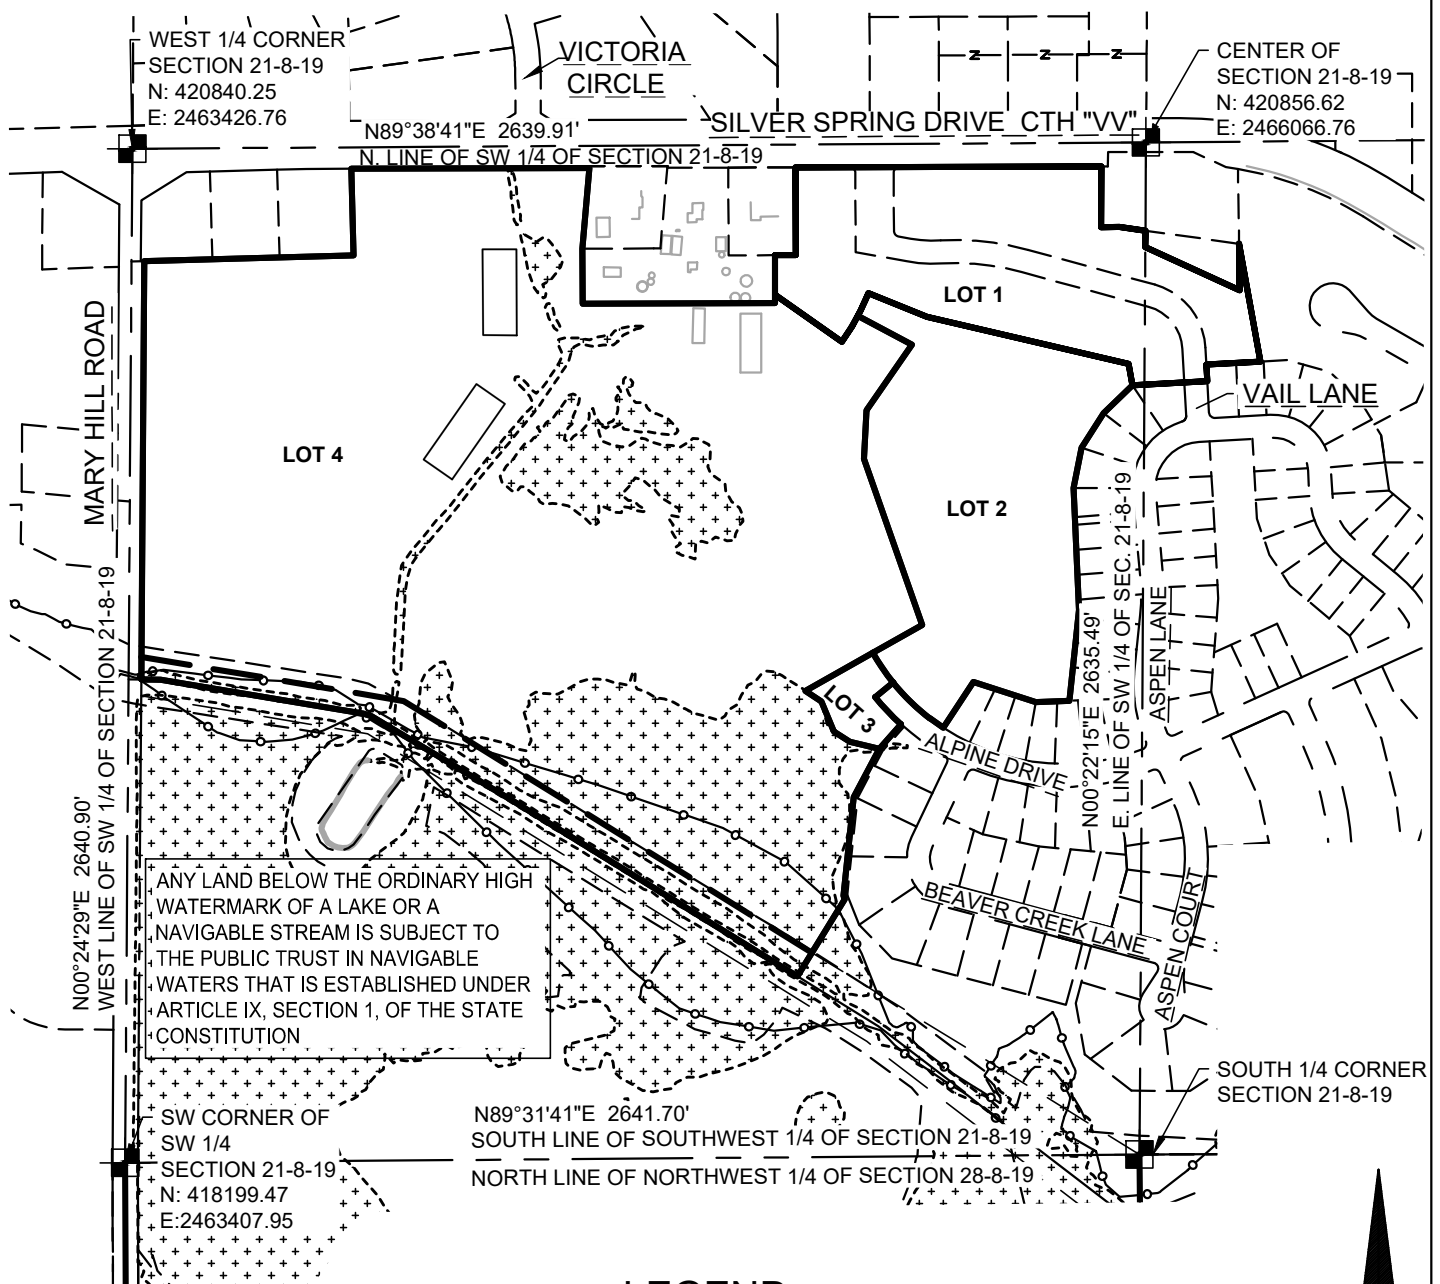 WEST 1/4 CORNER
SECTION 21-8-19
N: 420840.25
E: 2463426.76
VICTORIA
CIRCLE
CENTER OF
SECTION 21-8-19
N: 420856.62
E: 2466066.76
N89°38'41"E 2639.91'
SILVER SPRING DRIVE CTH "VV"
N. LINE OF SW 1/4 OF SECTION 21-8-19
Z Z Z
MARY HILL ROAD
LOT 1
VAIL LANE
LOT 4
LOT 2
N00°22'15"E 2635.49'
E. LINE OF SW 1/4 OF SEC. 21-8-19
ASPEN LANE
LOT 3
ALPINE DRIVE
N00°24'29"E 2640.90'
WEST LINE OF SW 1/4 OF SECTION 21-8-19
ANY LAND BELOW THE ORDINARY HIGH
WATERMARK OF A LAKE OR A
NAVIGABLE STREAM IS SUBJECT TO
THE PUBLIC TRUST IN NAVIGABLE
WATERS THAT IS ESTABLISHED UNDER
ARTICLE IX, SECTION 1, OF THE STATE
CONSTITUTION
BEAVER CREEK LANE
ASPEN COURT
SOUTH 1/4 CORNER
SECTION 21-8-19
SW CORNER OF
SW 1/4
SECTION 21-8-19
N: 418199.47
E:2463407.95
N89°31'41"E 2641.70'
SOUTH LINE OF SOUTHWEST 1/4 OF SECTION 21-8-19
NORTH LINE OF NORTHWEST 1/4 OF SECTION 28-8-19
LEGEND